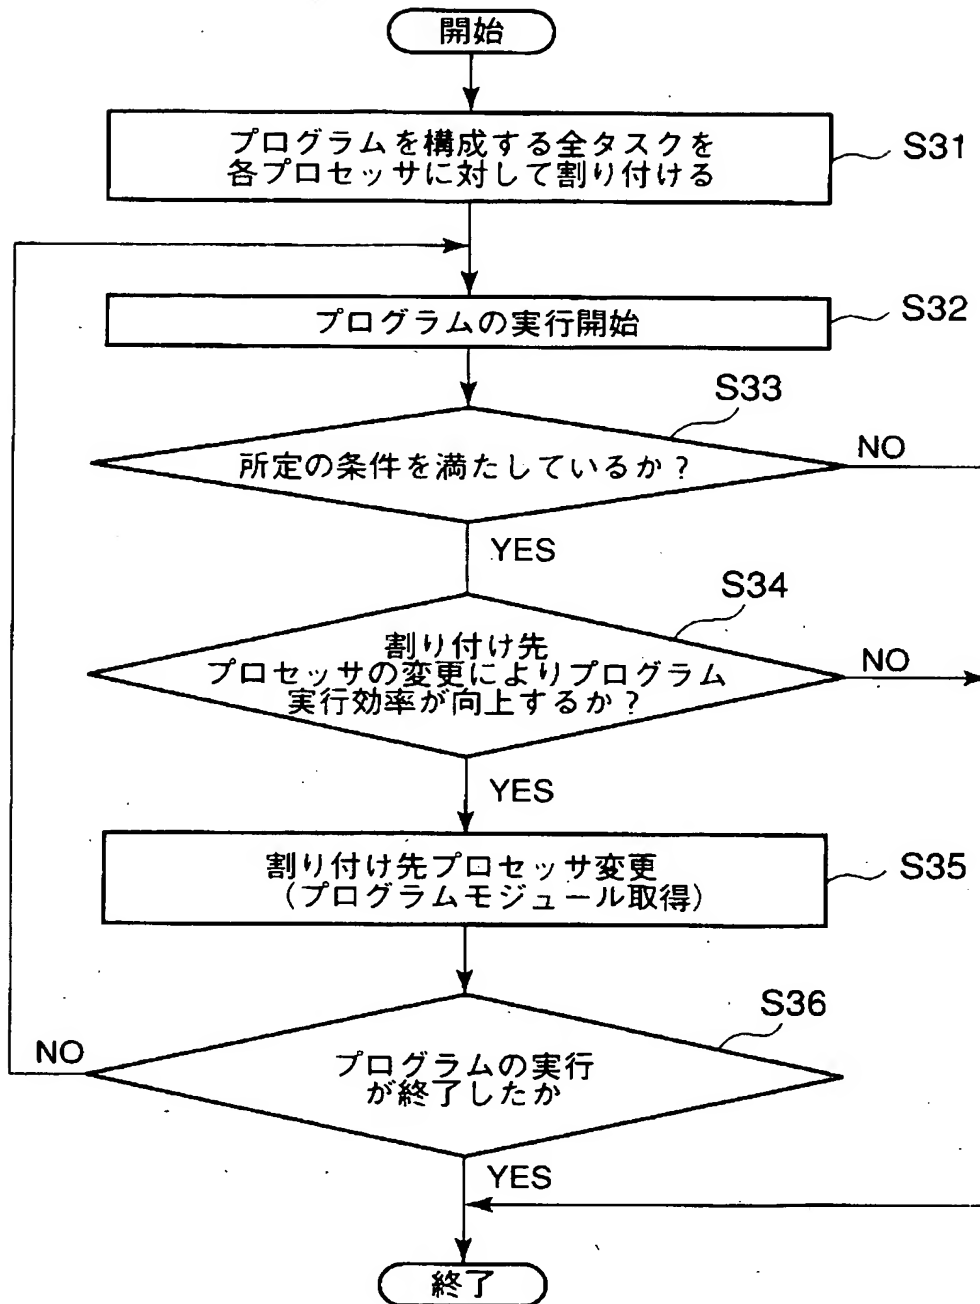 開始
プログラムを構成する全タスクを
各プロセッサに対して割り付ける
S31
プログラムの実行開始
S32
S33
所定の条件を満たしているか？
NO
YES
S34
割り付け先
プロセッサの変更によりプログラム
実行効率が向上するか？
NO
YES
割り付け先プロセッサ変更
（プログラムモジュール取得）
S35
S36
NO
プログラムの実行
が終了したか
YES
終了